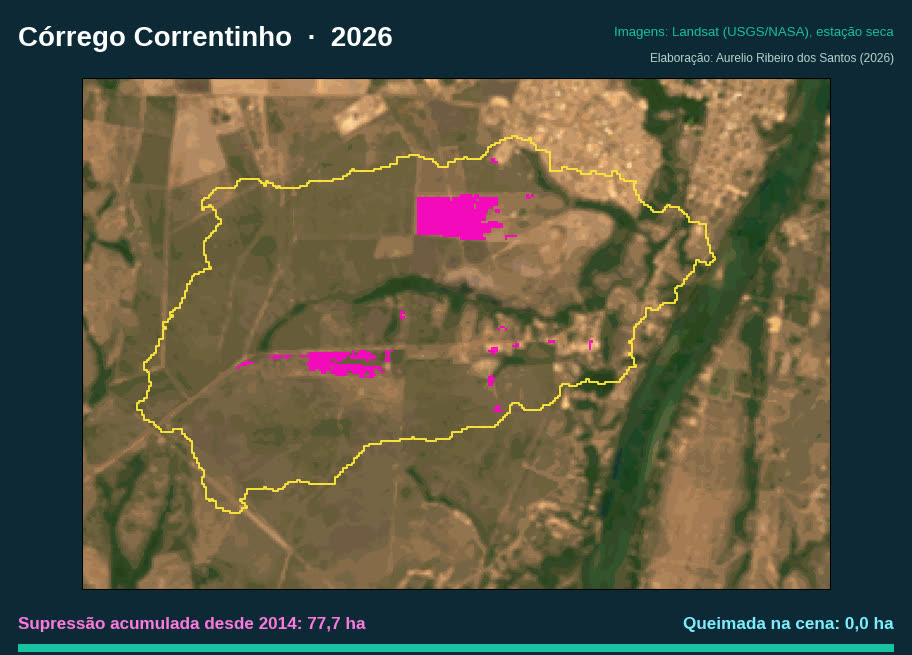 Córrego Correntinho · 2026
Imagens: Landsat (USGS/NASA), estação seca
Elaboração: Aurelio Ribeiro dos Santos (2026)
Supressão acumulada desde 2014: 77,7 ha
Queimada na cena: 0,0 ha